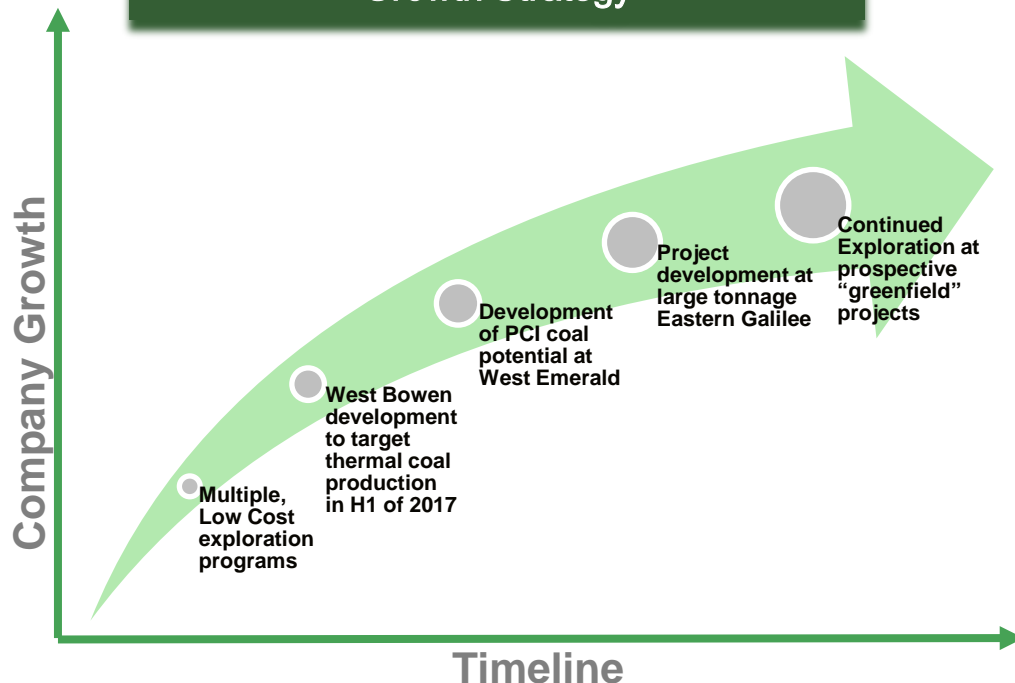 Growth Strategy
Company Growth
Multiple,
Low Cost
exploration
programs
West Bowen
development
to target
thermal coal
production
in H1 of 2017
Development
of PCI coal
potential at
West Emerald
Project
development at
large tonnage
Eastern Galilee
Continued
Exploration at
prospective
“greenfield”
projects
Timeline